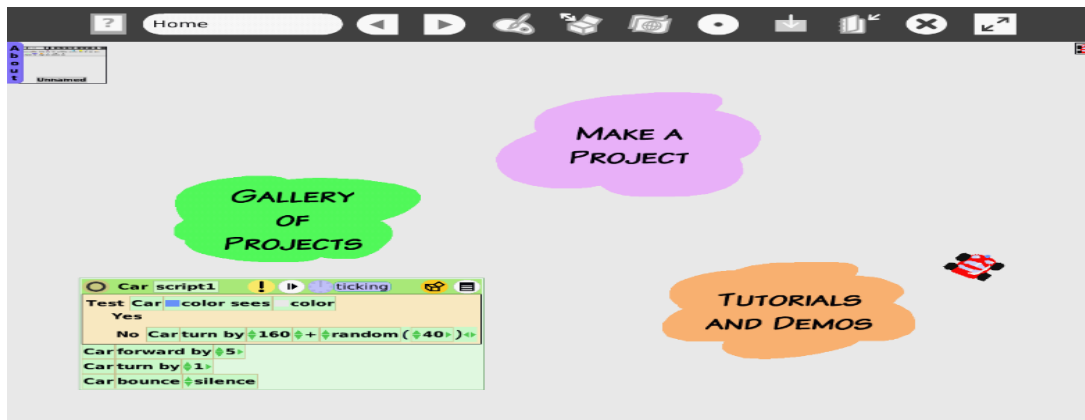 ?
Home
About
Unnamed
MAKE A
PROJECT
GALLERY
OF
PROJECTS
Car script1 ! ticking
Test Car color sees color
Yes
No Car turn by 160 + random ( 40 )
Car forward by 5
Car turn by 1
Car bounce silence
TUTORIALS
AND DEMOS